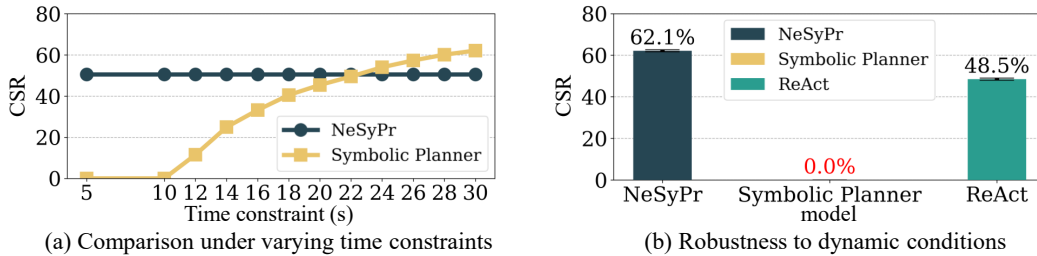 CSR
80
60
40
20
0
NeSyPr
Symbolic Planner
5 10 12 14 16 18 20 22 24 26 28 30
Time constraint (s)
(a) Comparison under varying time constraints
CSR
80
60
40
20
0
62.1%
NeSyPr
Symbolic Planner
ReAct
48.5%
0.0%
NeSyPr Symbolic Planner ReAct
model
(b) Robustness to dynamic conditions